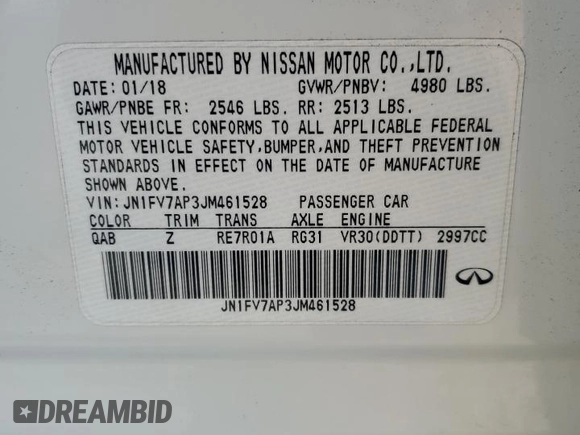 MANUFACTURED BY NISSAN MOTOR CO.,LTD.
DATE: 01/18 GVWR/PNBV: 4980 LBS.
GAWR/PNBE FR: 2546 LBS. RR: 2513 LBS.
THIS VEHICLE CONFORMS TO ALL APPLICABLE FEDERAL
MOTOR VEHICLE SAFETY,BUMPER,AND THEFT PREVENTION
STANDARDS IN EFFECT ON THE DATE OF MANUFACTURE
SHOWN ABOVE.
VIN: JN1FV7AP3JM461528 PASSENGER CAR
COLOR TRIM TRANS AXLE ENGINE
QAB Z RE7R01A RG31 VR30(DDTT) 2997CC
JN1FV7AP3JM461528
DREAMBID